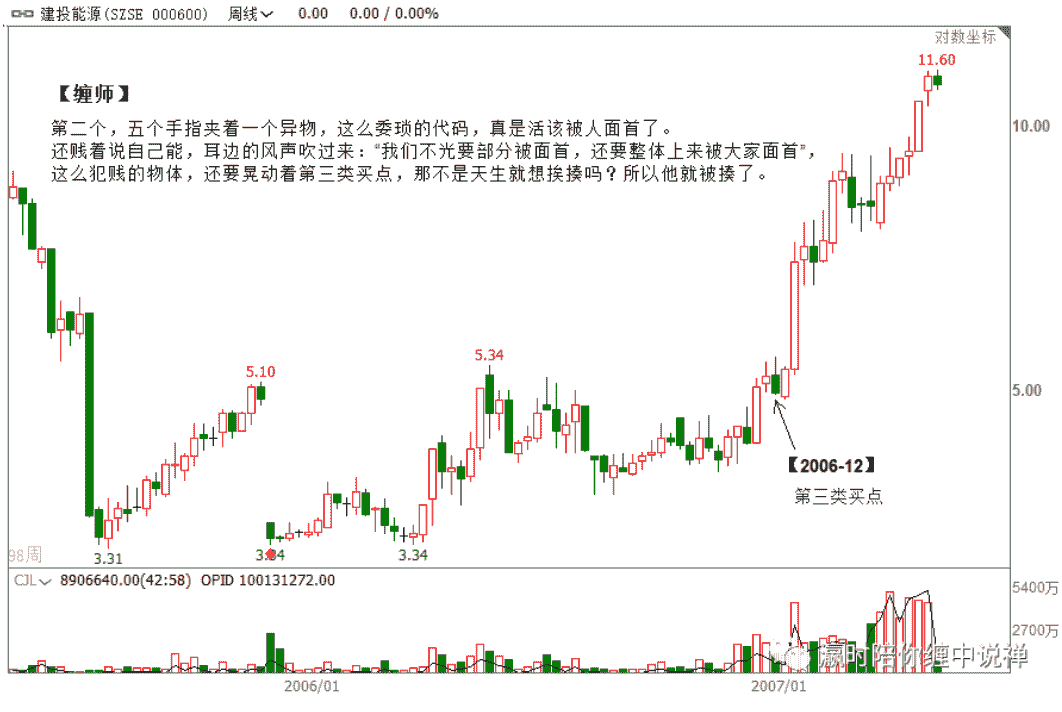 建投能源(SZSE 000600) 周线 0.00 0.00 / 0.00%
对数坐标
11.60
【缠师】
第二个，五个手指夹着一个异物，这么委琐的代码，真是活该被人面首了。
还贱着说自己能，耳边的风声吹过来：“我们不光要部分被面首，还要整体上来被大家面首”，
这么犯贱的物体，还要晃动着第三类买点，那不是天生就想挨揍吗？所以他就被揍了。
10.00
5.34
5.10
5.00
【2006-12】
第三类买点
98周
3.31
3.34
CJL 8906640.00(42:58) OPID 100131272.00
5400万
2700万
瀛时陪你缠中说禅
2006/01
2007/01